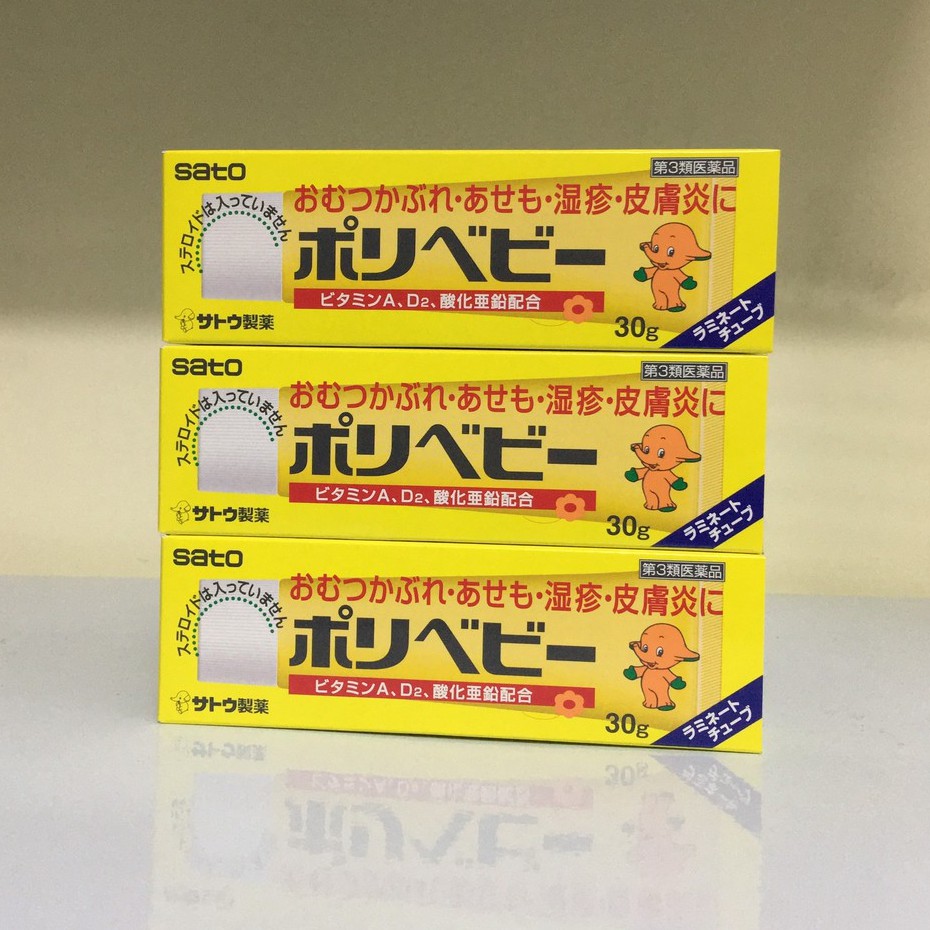 sato
第3類医薬品
ステロイドは入っていません
おむつかぶれ・あせも・湿疹・皮膚炎に
ポリベビー
ビタミンA、D2、酸化亜鉛配合
サトウ製薬
30g
ラミネート
チューブ
sato
第3類医薬品
ステロイドは入っていません
おむつかぶれ・あせも・湿疹・皮膚炎に
ポリベビー
ビタミンA、D2、酸化亜鉛配合
サトウ製薬
30g
ラミネート
チューブ
sato
第3類医薬品
ステロイドは入っていません
おむつかぶれ・あせも・湿疹・皮膚炎に
ポリベビー
ビタミンA、D2、酸化亜鉛配合
サトウ製薬
30g
ラミネート
チューブ